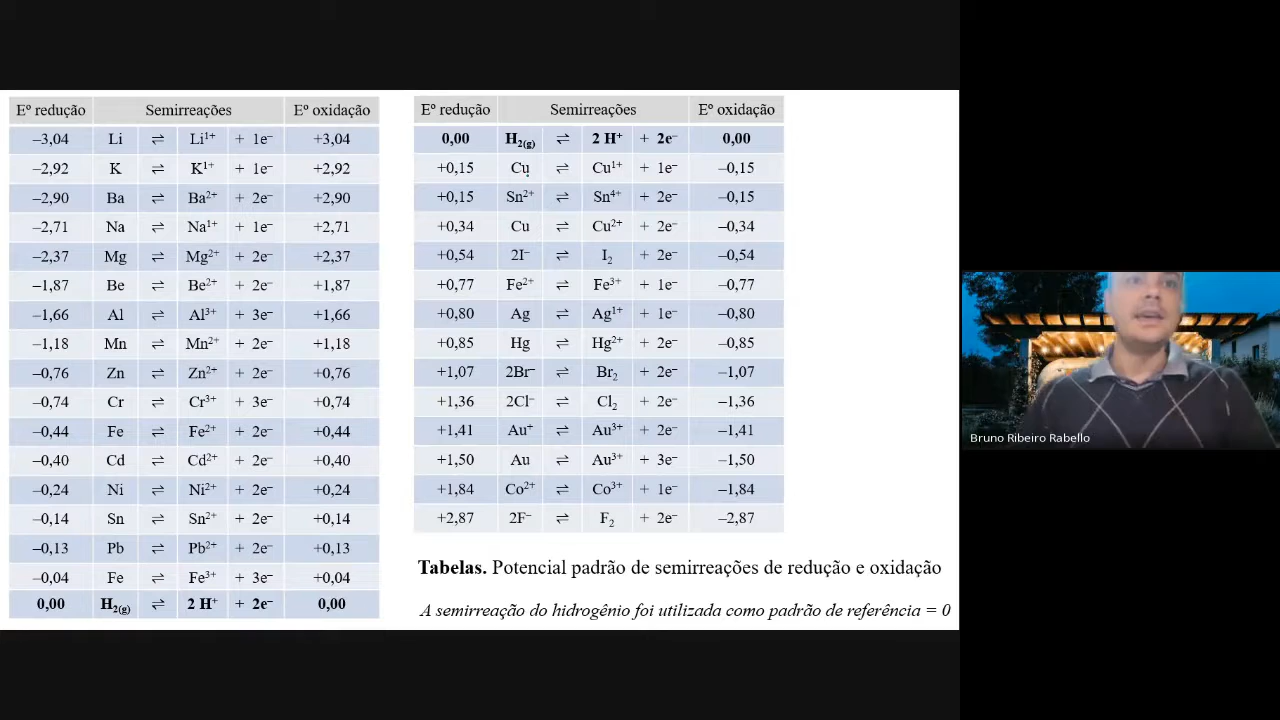 Eº redução Semirreações Eº oxidação
–3,04 Li ⇌ Li¹⁺ + 1e⁻ +3,04
–2,92 K ⇌ K¹⁺ + 1e⁻ +2,92
–2,90 Ba ⇌ Ba²⁺ + 2e⁻ +2,90
–2,71 Na ⇌ Na¹⁺ + 1e⁻ +2,71
–2,37 Mg ⇌ Mg²⁺ + 2e⁻ +2,37
–1,87 Be ⇌ Be²⁺ + 2e⁻ +1,87
–1,66 Al ⇌ Al³⁺ + 3e⁻ +1,66
–1,18 Mn ⇌ Mn²⁺ + 2e⁻ +1,18
–0,76 Zn ⇌ Zn²⁺ + 2e⁻ +0,76
–0,74 Cr ⇌ Cr³⁺ + 3e⁻ +0,74
–0,44 Fe ⇌ Fe²⁺ + 2e⁻ +0,44
–0,40 Cd ⇌ Cd²⁺ + 2e⁻ +0,40
–0,24 Ni ⇌ Ni²⁺ + 2e⁻ +0,24
–0,14 Sn ⇌ Sn²⁺ + 2e⁻ +0,14
–0,13 Pb ⇌ Pb²⁺ + 2e⁻ +0,13
–0,04 Fe ⇌ Fe³⁺ + 3e⁻ +0,04
0,00 H₂₍g₎ ⇌ 2 H⁺ + 2e⁻ 0,00
Eº redução Semirreações Eº oxidação
0,00 H₂₍g₎ ⇌ 2 H⁺ + 2e⁻ 0,00
+0,15 Cu ⇌ Cu¹⁺ + 1e⁻ –0,15
+0,15 Sn²⁺ ⇌ Sn⁴⁺ + 2e⁻ –0,15
+0,34 Cu ⇌ Cu²⁺ + 2e⁻ –0,34
+0,54 2I⁻ ⇌ I₂ + 2e⁻ –0,54
+0,77 Fe²⁺ ⇌ Fe³⁺ + 1e⁻ –0,77
+0,80 Ag ⇌ Ag¹⁺ + 1e⁻ –0,80
+0,85 Hg ⇌ Hg²⁺ + 2e⁻ –0,85
+1,07 2Br⁻ ⇌ Br₂ + 2e⁻ –1,07
+1,36 2Cl⁻ ⇌ Cl₂ + 2e⁻ –1,36
+1,41 Au⁺ ⇌ Au³⁺ + 2e⁻ –1,41
+1,50 Au ⇌ Au³⁺ + 3e⁻ –1,50
+1,84 Co²⁺ ⇌ Co³⁺ + 1e⁻ –1,84
+2,87 2F⁻ ⇌ F₂ + 2e⁻ –2,87
Tabelas. Potencial padrão de semirreações de redução e oxidação
A semirreação do hidrogênio foi utilizada como padrão de referência = 0
Bruno Ribeiro Rabello